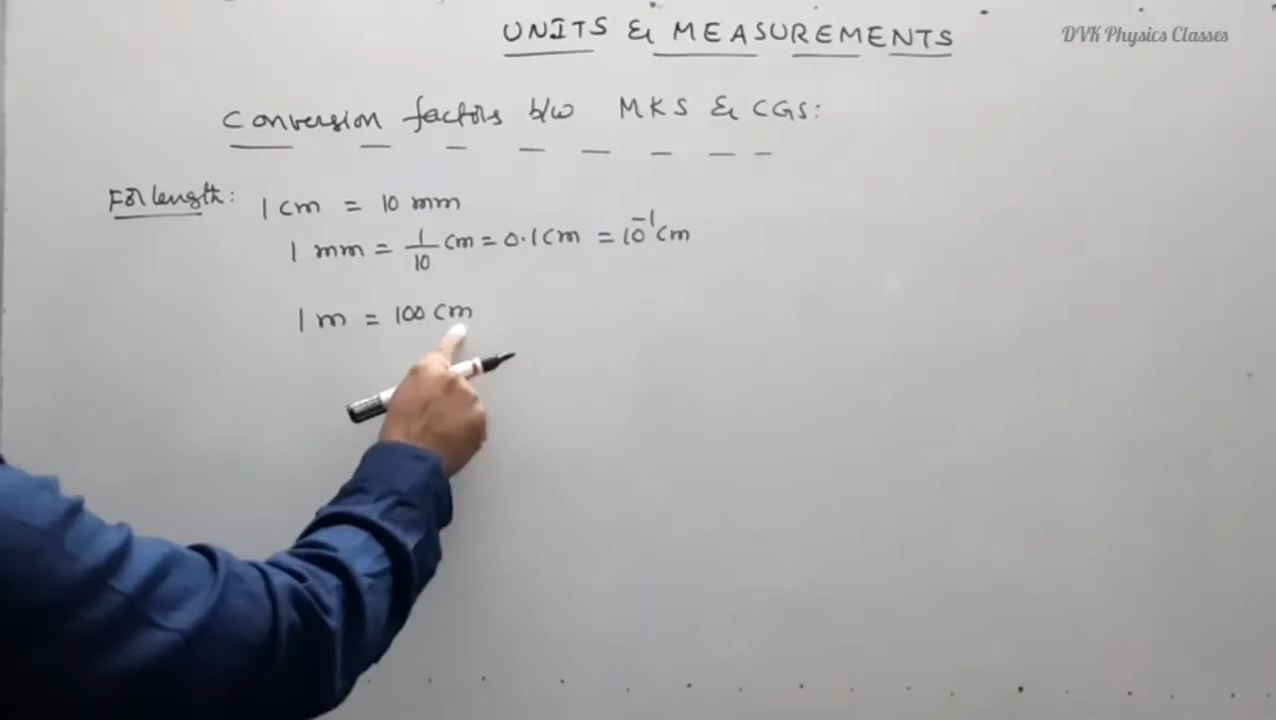 UNITS & MEASUREMENTS
DVK Physics Classes
Conversion factors b/w MKS & CGS:
For length: 1 cm = 10 mm
1 mm = 1/10 cm = 0.1 cm = 10⁻¹ cm
1 m = 100 cm